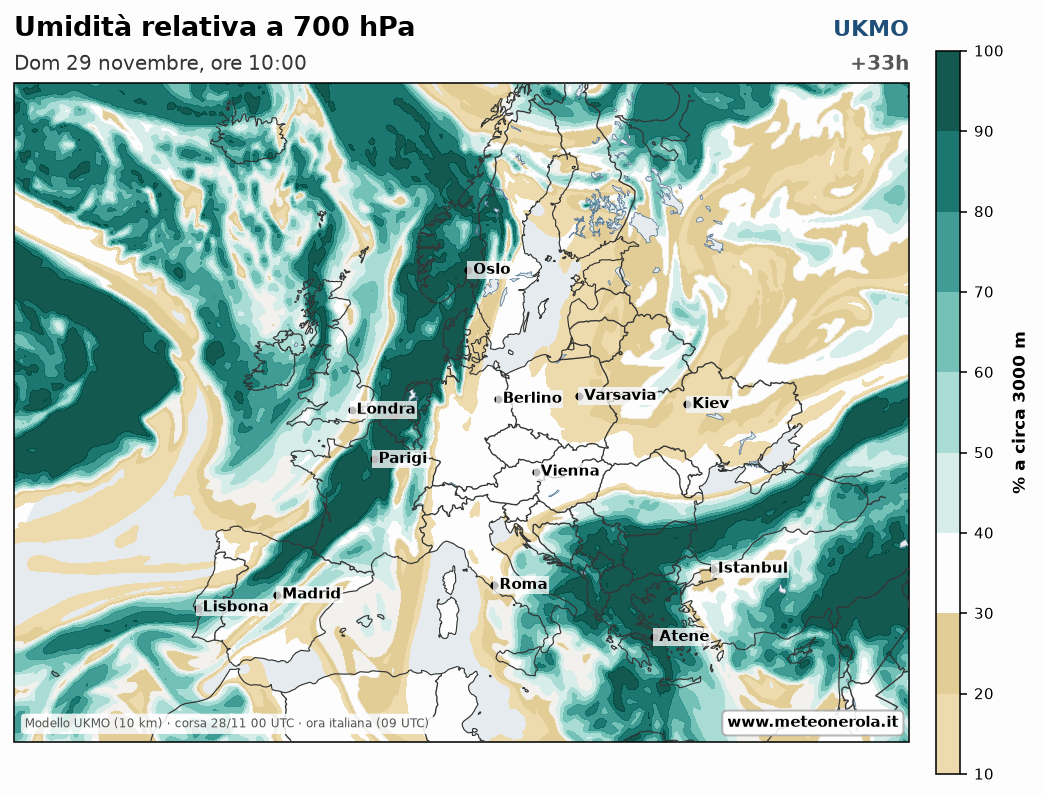 Umidità relativa a 700 hPa
UKMO
Dom 29 novembre, ore 10:00
+33h
100
90
80
70
60
50
40
30
20
10
% a circa 3000 m
Oslo
Berlino
Varsavia
Kiev
Londra
Parigi
Vienna
Istanbul
Roma
Madrid
Lisbona
Atene
Modello UKMO (10 km) · corsa 28/11 00 UTC · ora italiana (09 UTC)
www.meteonerola.it